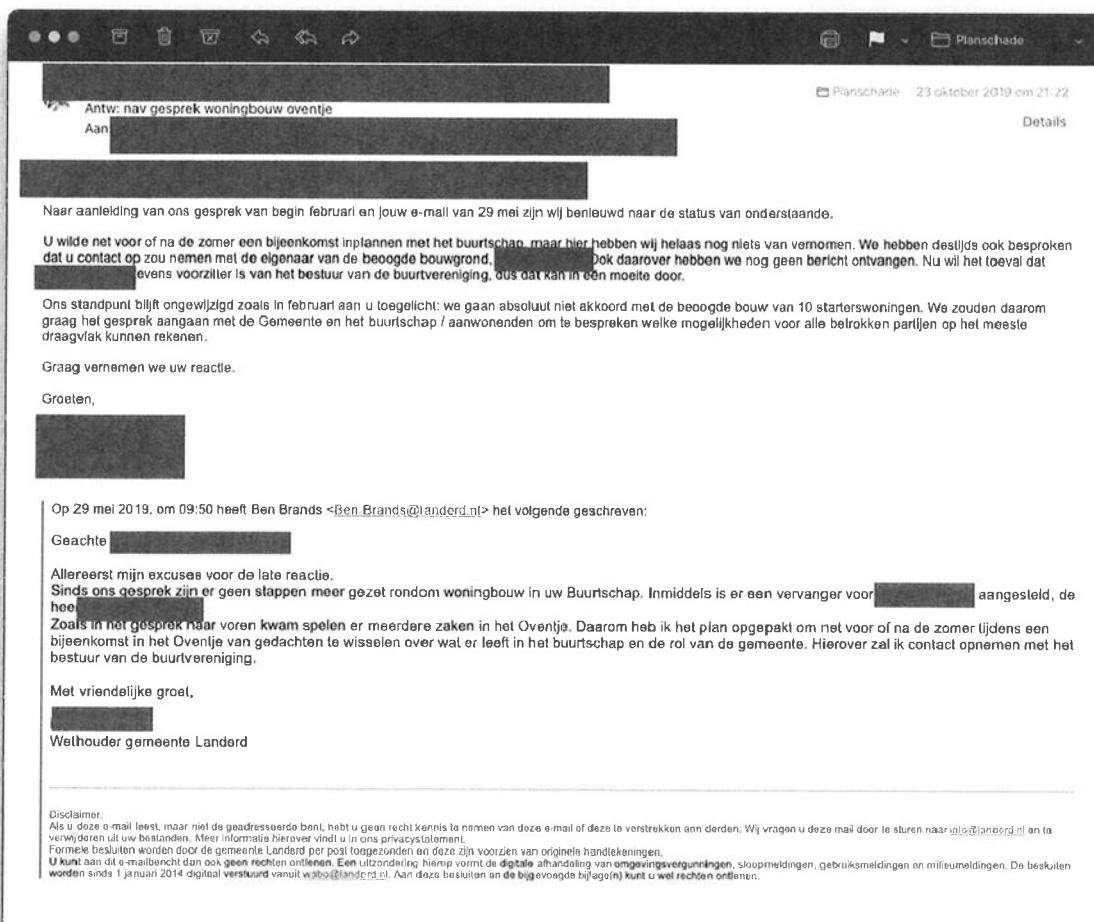 Planschade
Planschade 23 oktober 2019 om 21:22
Antw: nav gesprek woningbouw oventje
Details
Aan:
Naar aanleiding van ons gesprek van begin februari en jouw e-mail van 29 mei zijn wij benieuwd naar de status van onderstaande.
U wilde net voor of na de zomer een bijeenkomst inplannen met het buurtschap, maar hier hebben wij helaas nog niets van vernomen. We hebben destijds ook besproken
dat u contact op zou nemen met de eigenaar van de beoogde bouwgrond, Ook daarover hebben we nog geen bericht ontvangen. Nu wil het toeval dat
evens voorzitter is van het bestuur van de buurtvereniging, dus dat kan in een moeite door.
Ons standpunt blijft ongewijzigd zoals in februari aan u toegelicht: we gaan absoluut niet akkoord met de beoogde bouw van 10 starterswoningen. We zouden daarom
graag het gesprek aangaan met de Gemeente en het buurtschap / aanwonenden om te bespreken welke mogelijkheden voor alle betrokken partijen op het meeste
draagvlak kunnen rekenen.
Graag vernemen we uw reactie.
Groeten,
Op 29 mei 2019, om 09:50 heeft Ben Brands <Ben.Brands@landerd.nl> het volgende geschreven:
Geachte
Allereerst mijn excuses voor de late reactie.
Sinds ons gesprek zijn er geen stappen meer gezet rondom woningbouw in uw Buurtschap. Inmiddels is er een vervanger voor aangesteld, de
hee
Zoals in het gesprek naar voren kwam spelen er meerdere zaken in het Oventje. Daarom heb ik het plan opgepakt om net voor of na de zomer tijdens een
bijeenkomst in het Oventje van gedachten te wisselen over wat er leeft in het buurtschap en de rol van de gemeente. Hierover zal ik contact opnemen met het
bestuur van de buurtvereniging.
Met vriendelijke groet,
Wethouder gemeente Landerd
Disclaimer.
Als u deze e-mail leest, maar niet de geadresseerde bent, hebt u geen recht kennis te nemen van deze e-mail of deze te verstrekken aan derden. Wij vragen u deze mail door te sturen naar info@landerd.nl en te
verwijderen uit uw bestanden. Meer informatie hierover vindt u in ons privacystatement.
Formele besluiten worden door de gemeente Landerd per post toegezonden en deze zijn voorzien van originele handtekeningen.
U kunt aan dit e-mailbericht dan ook geen rechten ontlenen. Een uitzondering hierop vormt de digitale afhandeling van omgevingsvergunningen, sloopmeldingen, gebruiksmeldingen en milieumeldingen. De besluiten
worden sinds 1 januari 2014 digitaal verstuurd vanuit wabo@landerd.nl. Aan deze besluiten en de bijgevoegde bijlage(n) kunt u wel rechten ontlenen.